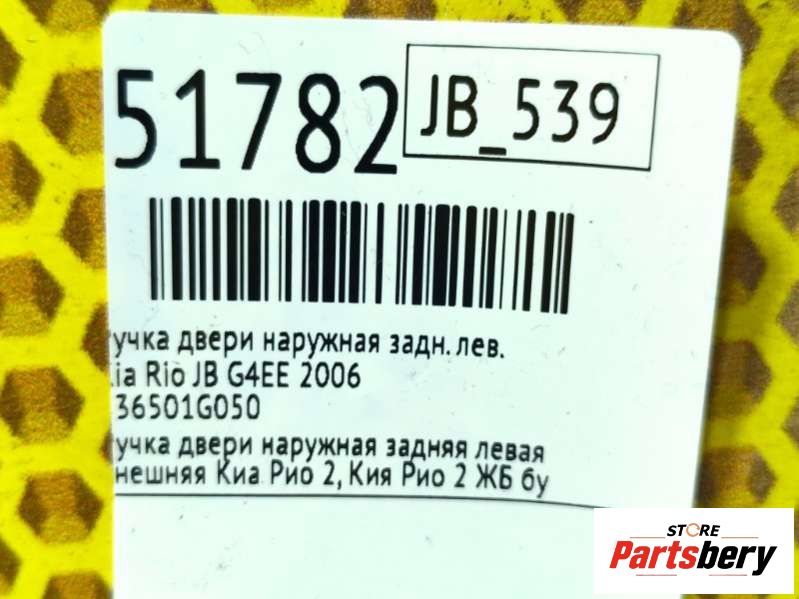 51782
JB_539
учка двери наружная задн. лев.
ia Rio JB G4EE 2006
36501G050
учка двери наружная задняя левая
нешняя Киа Рио 2, Кия Рио 2 ЖБ бу
STORE
Partsbery